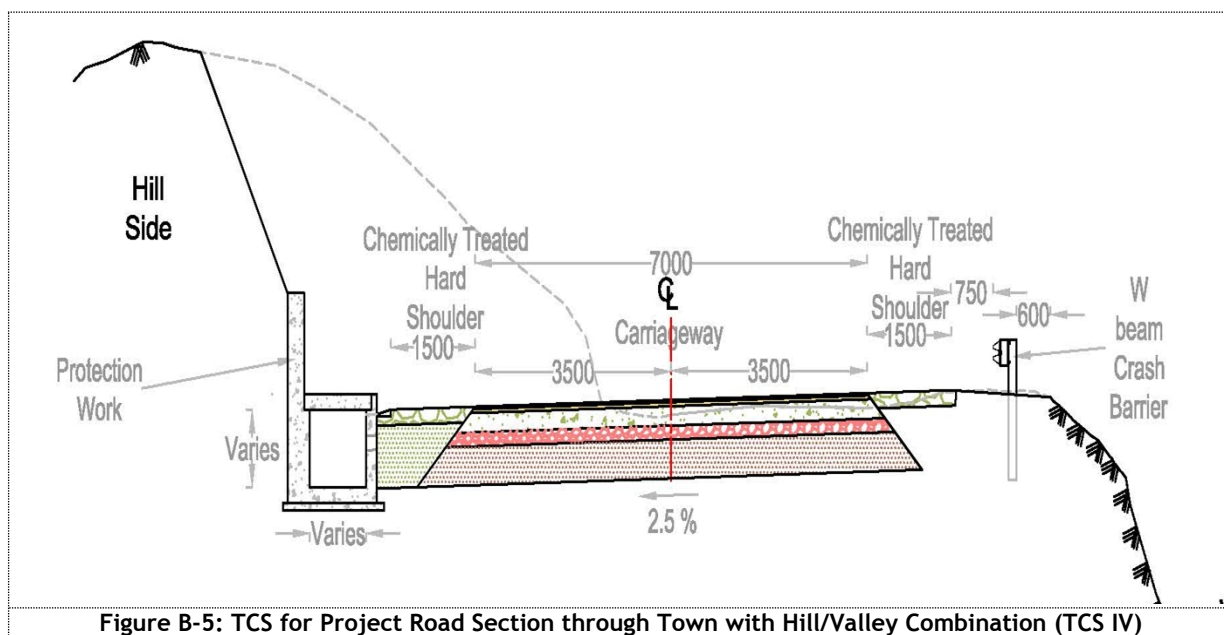 Hill
Side
Chemically Treated
Hard
Shoulder
1500
7000
℄
Carriageway
3500
3500
Chemically Treated
Hard
Shoulder
1500
750
600
W
beam
Crash
Barrier
Protection
Work
Varies
Varies
2.5 %
Figure B-5: TCS for Project Road Section through Town with Hill/Valley Combination (TCS IV)